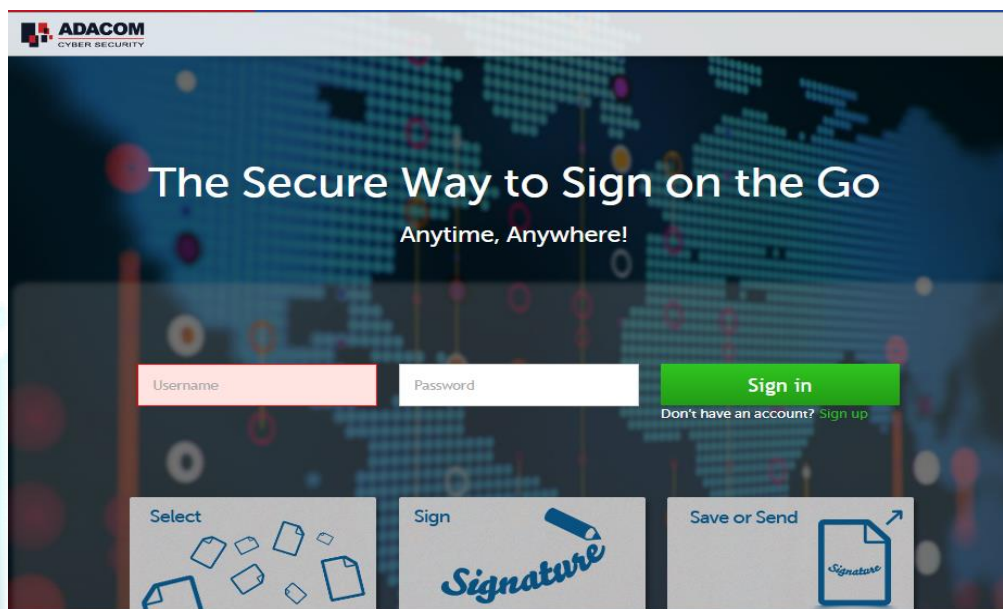 ADACOM
CYBER SECURITY
The Secure Way to Sign on the Go
Anytime, Anywhere!
Username
Password
Sign in
Don't have an account? Sign up
Select
Sign
Save or Send
Signature
Signature